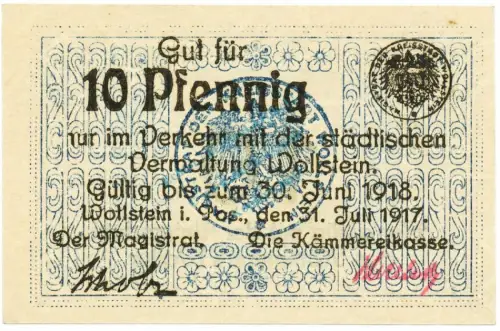 Gut für
10 Pfennig
nur im Verkehr mit der städtischen
Verwaltung Wollstein.
Gültig bis zum 30. Juni 1918.
Wollstein i. Pos., den 31. Juli 1917.
Der Magistrat. Die Kämmereikasse.